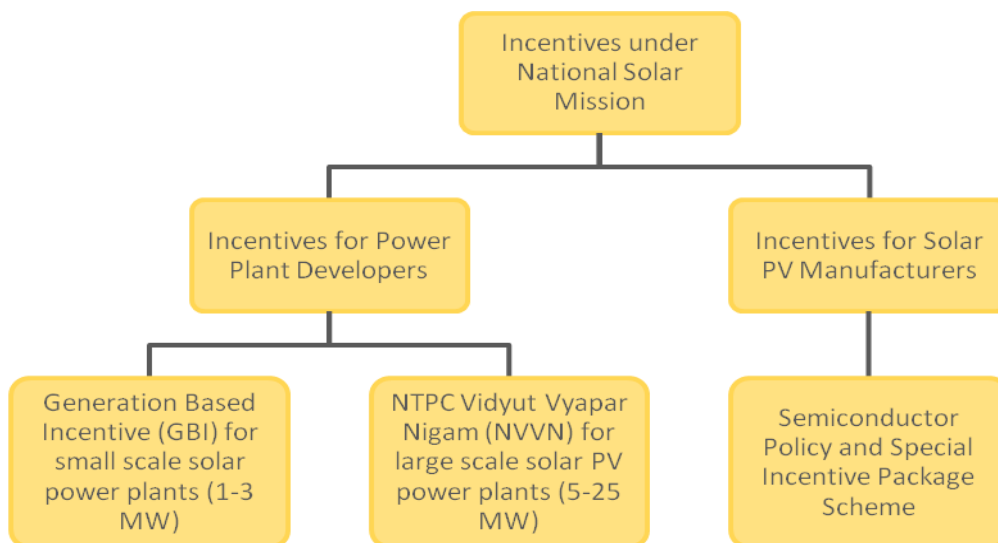 Incentives under
National Solar
Mission
Incentives for Power
Plant Developers
Incentives for Solar
PV Manufacturers
Generation Based
Incentive (GBI) for
small scale solar
power plants (1-3
MW)
NTPC Vidyut Vyapar
Nigam (NVVN) for
large scale solar PV
power plants (5-25
MW)
Semiconductor
Policy and Special
Incentive Package
Scheme